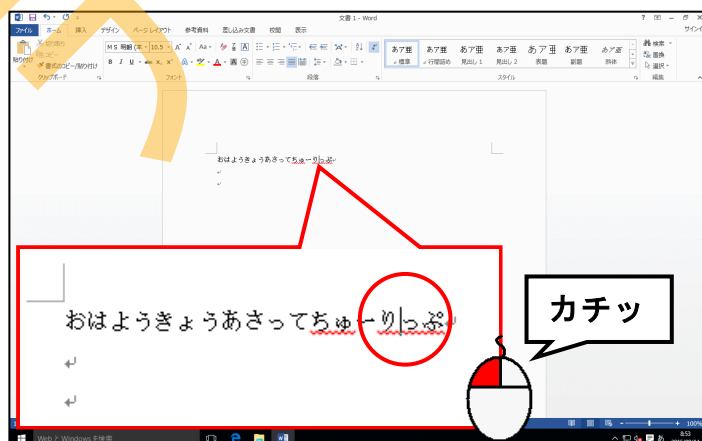 文書 1 - Word
サインイ
ファイル ホーム 挿入 デザイン ページ レイアウト 参考資料 差し込み文書 校閲 表示
切り取り
コピー
貼り付け
書式のコピー/貼り付け
MS 明朝 (本 10.5
あア亜 あア亜 あア亜 あア亜 あア亜 あア亜 あア亜
標準 行間詰め 見出し 1 見出し 2 表題 副題 斜体
検索
置換
選択
クリップボード フォント 段落 スタイル 編集
おはようきょうあさってちゅーりっぷ
おはようきょうあさってちゅーりっぷ
カチッ
100%
Web と Windows を検索
あ
8:53